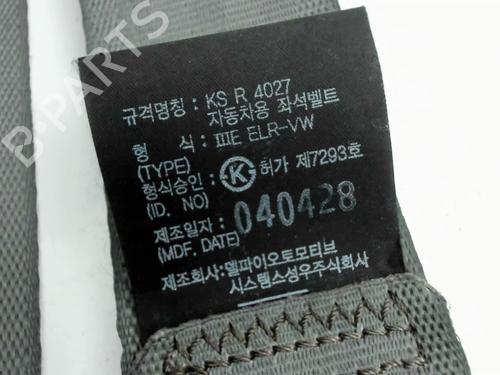 규격명칭 : KS R 4027
자동차용 좌석벨트
형 식 : ⅢE ELR-VW
(TYPE)
형식승인 : K 허가 제7293호
(ID. NO)
제조일자 : 040428
(MDF. DATE)
제조회사: 델파이오토모티브
시스템스성우주식회사
B-PARTS